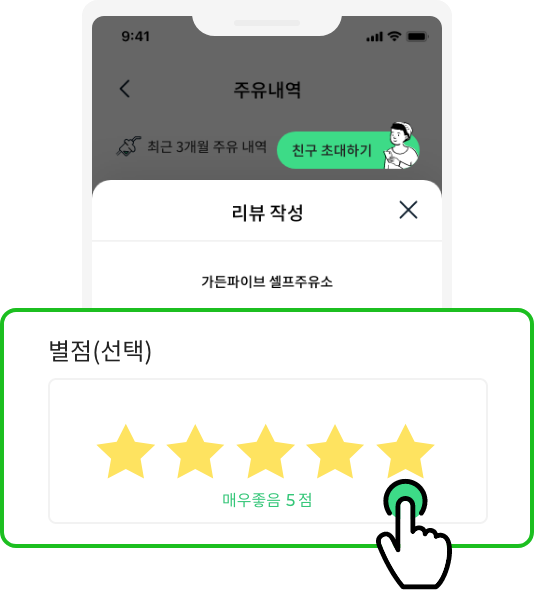 9:41
주유내역
최근 3개월 주유 내역
친구 초대하기
리뷰 작성
가든파이브 셀프주유소
별점(선택)
매우좋음 5 점